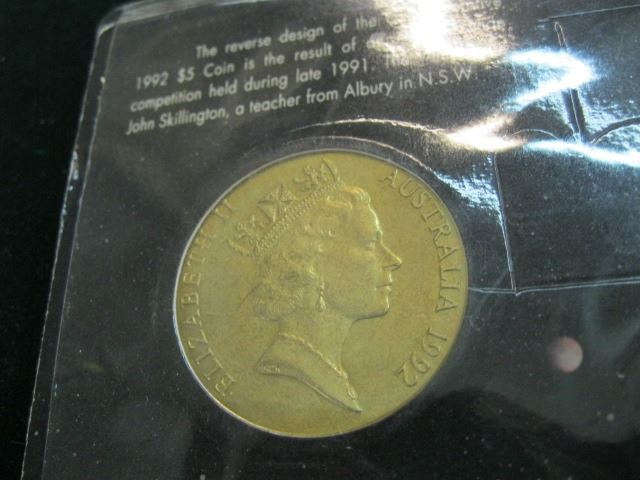 The reverse design of the
1992 $5 Coin is the result of
competition held during late 1991.
John Skillington, a teacher from Albury in N.S.W.
ELIZABETH II
AUSTRALIA 1992